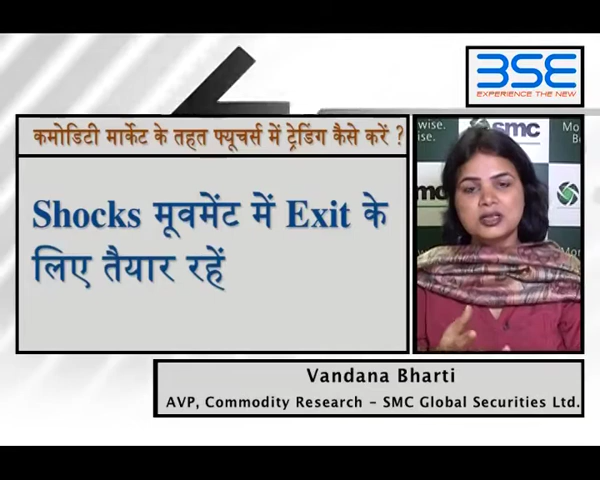 BSE
EXPERIENCE THE NEW
कमोडिटी मार्केट के तहत फ्यूचर्स में ट्रेडिंग कैसे करें ?
Shocks मूवमेंट में Exit के
लिए तैयार रहें
smc
Vandana Bharti
AVP, Commodity Research – SMC Global Securities Ltd.